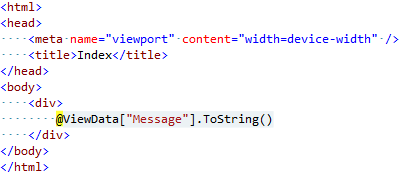 <html>
<head>
    <meta name="viewport" content="width=device-width" />
    <title>Index</title>
</head>
<body>
    <div>
        @ViewData["Message"].ToString()
    </div>
</body>
</html>